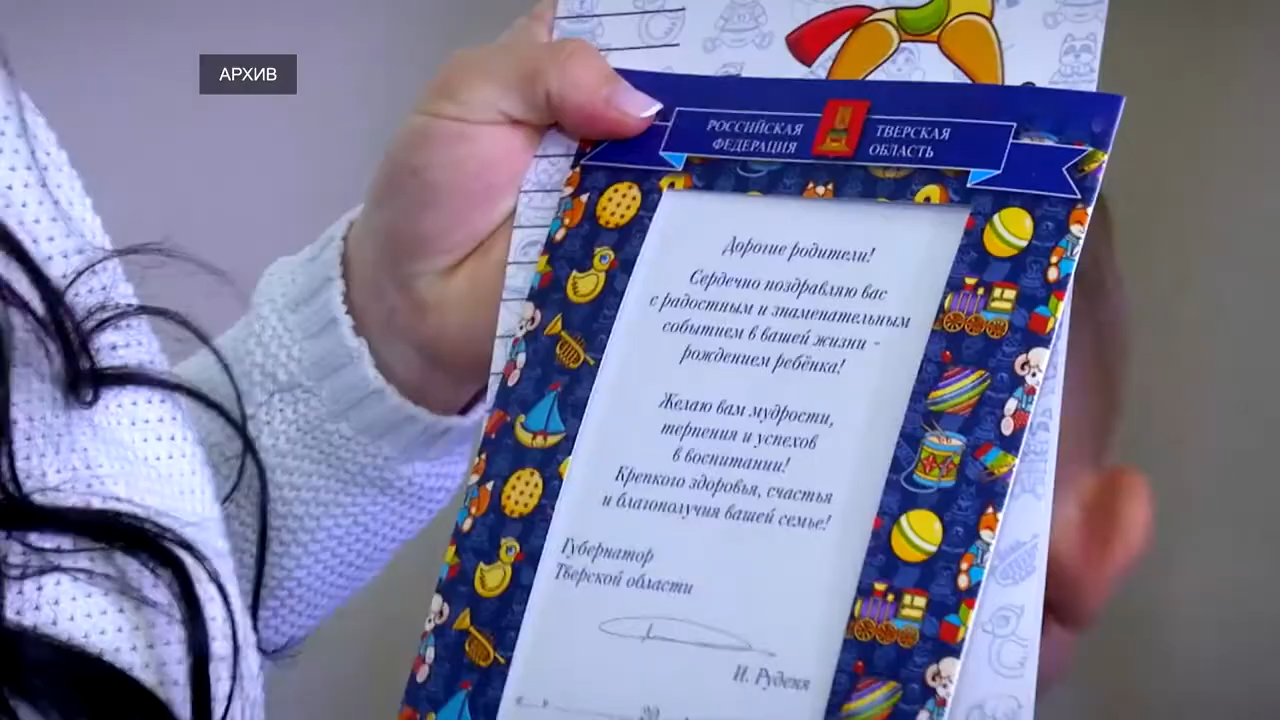 АРХИВ
РОССИЙСКАЯ
ФЕДЕРАЦИЯ
ТВЕРСКАЯ
ОБЛАСТЬ
Дорогие родители!
Сердечно поздравляю вас
с радостным и знаменательным
событием в вашей жизни -
рождением ребёнка!
Желаю вам мудрости,
терпения и успехов
в воспитании!
Крепкого здоровья, счастья
и благополучия вашей семье!
Губернатор
Тверской области
И. Руденя